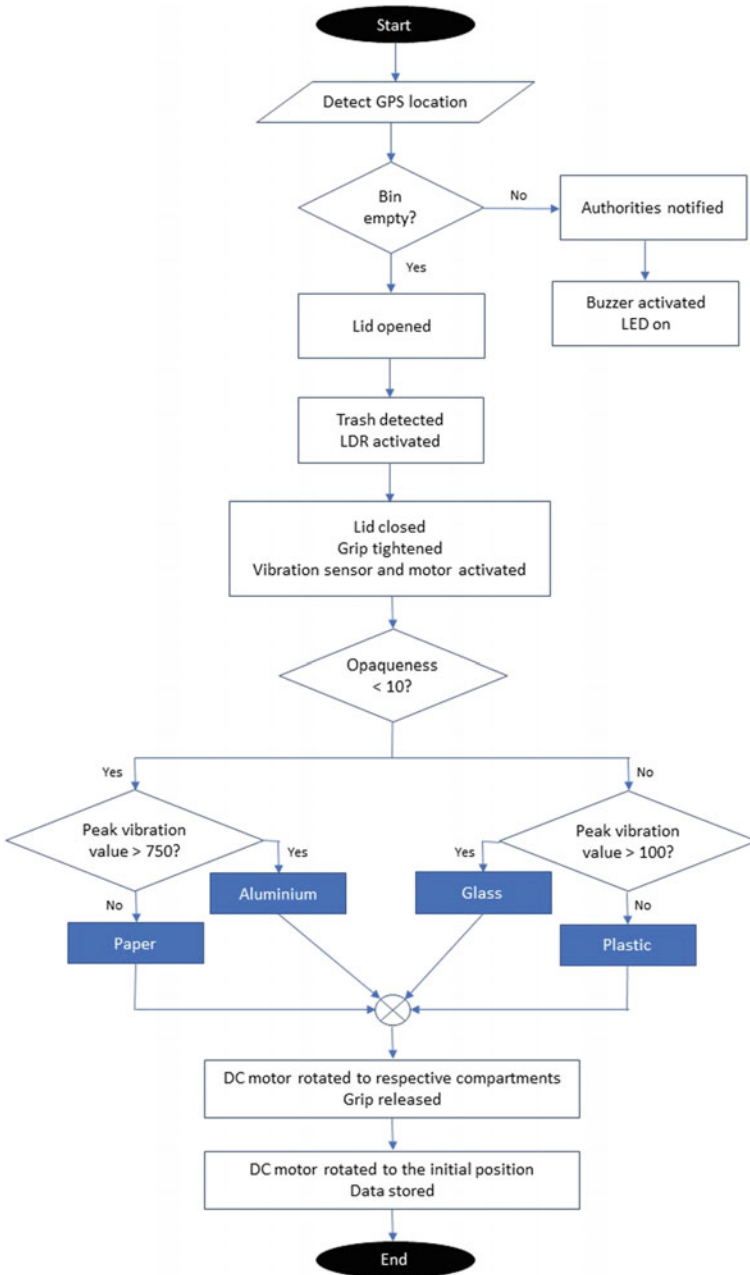 Start
Detect GPS location
Bin
empty?
No
Authorities notified
Yes
Buzzer activated
LED on
Lid opened
Trash detected
LDR activated
Lid closed
Grip tightened
Vibration sensor and motor activated
Opaqueness
< 10?
Yes
No
Peak vibration
value > 750?
Yes
Peak vibration
value > 100?
Yes
Aluminium
Glass
No
No
Paper
Plastic
DC motor rotated to respective compartments
Grip released
DC motor rotated to the initial position
Data stored
End